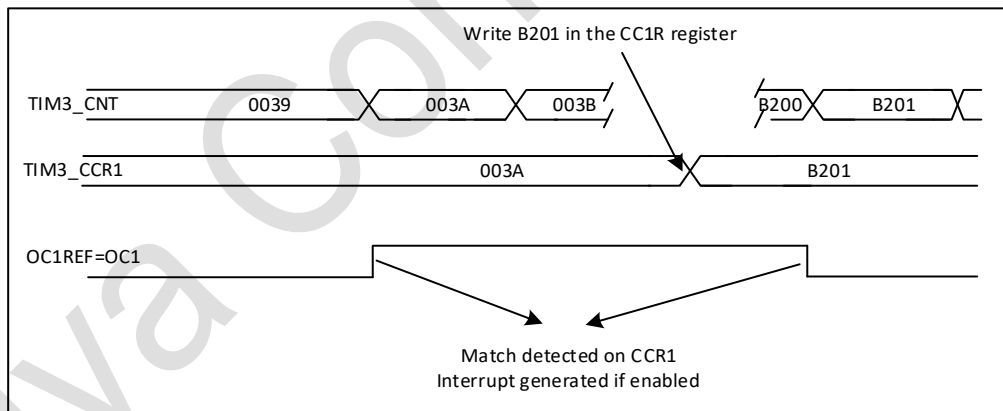 Write B201 in the CC1R register
TIM3_CNT 0039 003A 003B B200 B201
TIM3_CCR1 003A B201
OC1REF=OC1
Match detected on CCR1
Interrupt generated if enabled